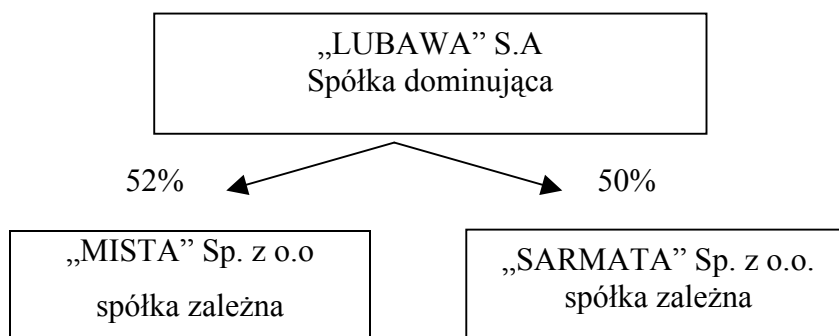 „LUBAWA” S.A
Spółka dominująca
52%
50%
„MISTA” Sp. z o.o
spółka zależna
„SARMATA” Sp. z o.o.
spółka zależna